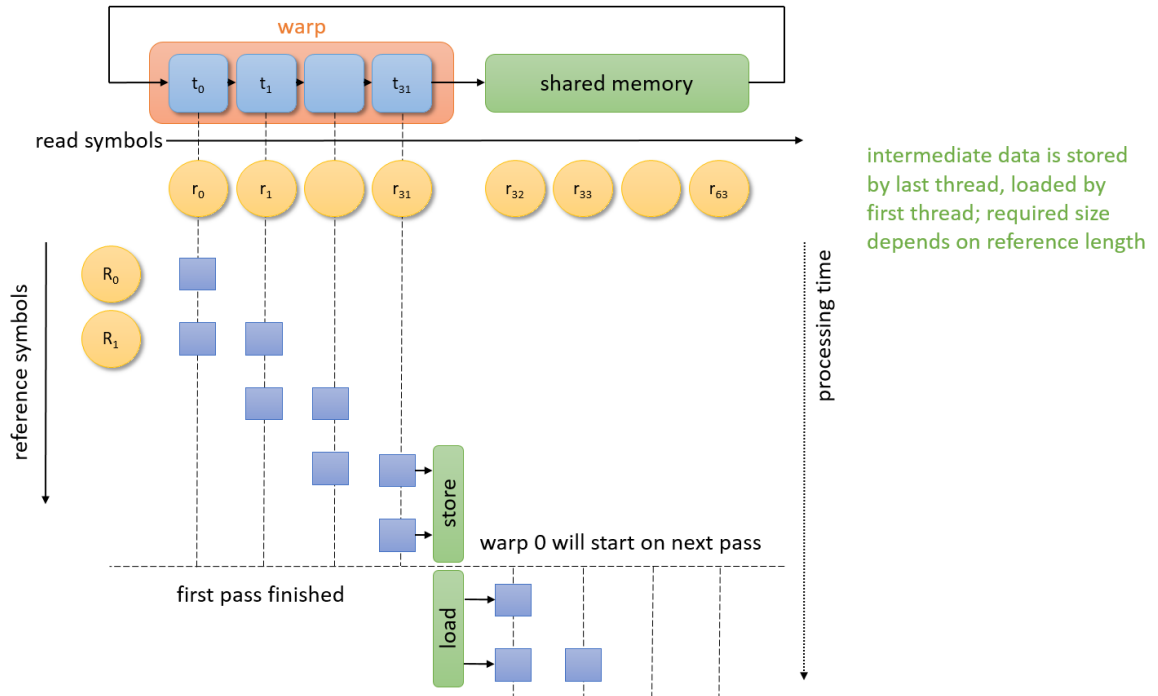 warp
t0
t1
t31
shared memory
read symbols
r0
r1
r31
r32
r33
r63
intermediate data is stored
by last thread, loaded by
first thread; required size
depends on reference length
R0
R1
reference symbols
processing time
store
warp 0 will start on next pass
first pass finished
load